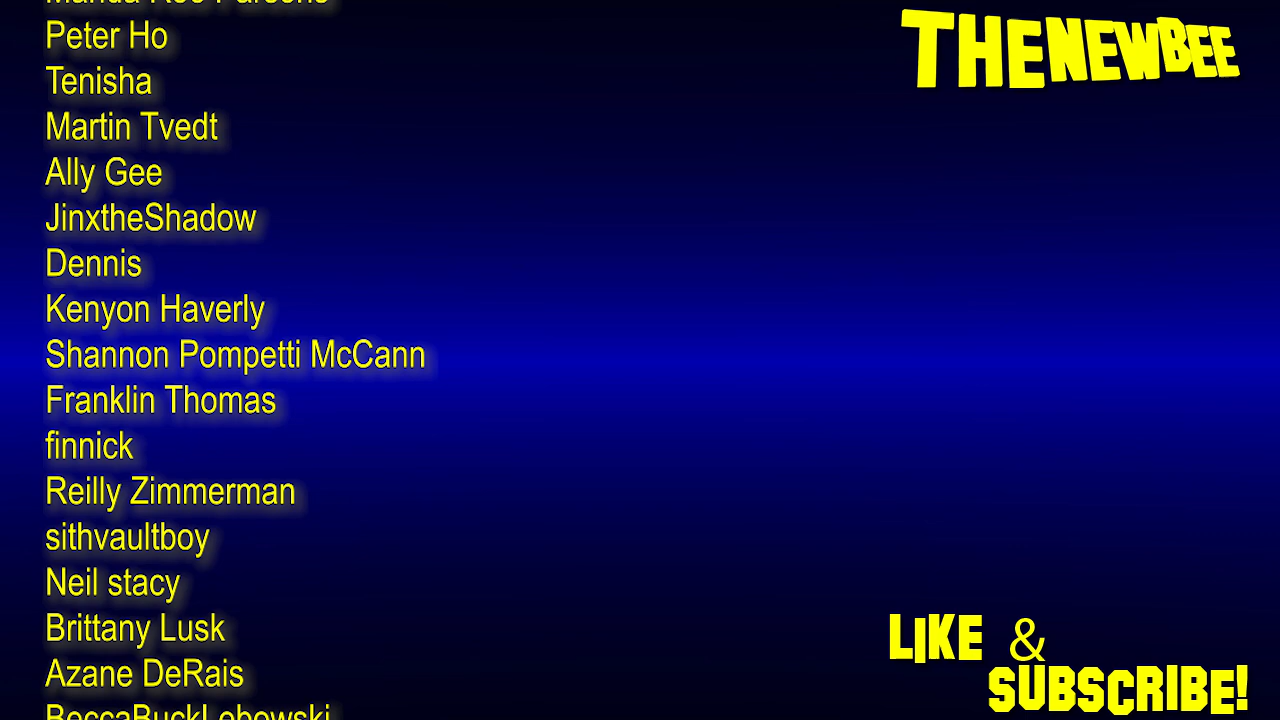 Peter Ho
Tenisha
Martin Tvedt
Ally Gee
JinxtheShadow
Dennis
Kenyon Haverly
Shannon Pompetti McCann
Franklin Thomas
finnick
Reilly Zimmerman
sithvaultboy
Neil stacy
Brittany Lusk
Azane DeRais
THENEWBEE
LIKE &
SUBSCRIBE!